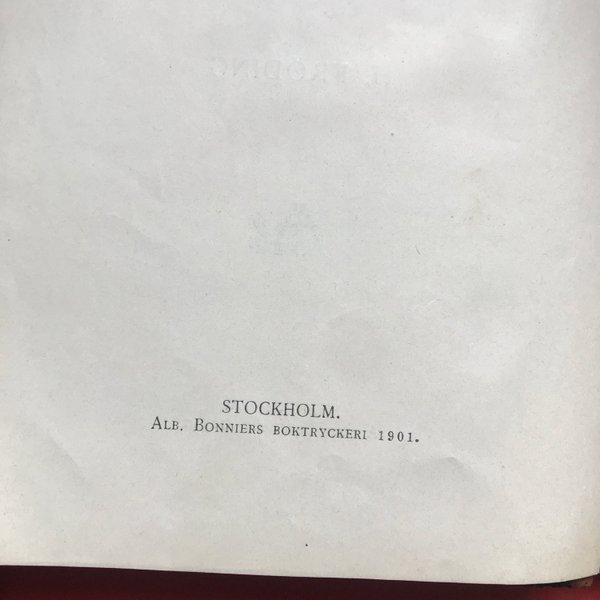 STOCKHOLM.
ALB. BONNIERS BOKTRYCKERI 1901.